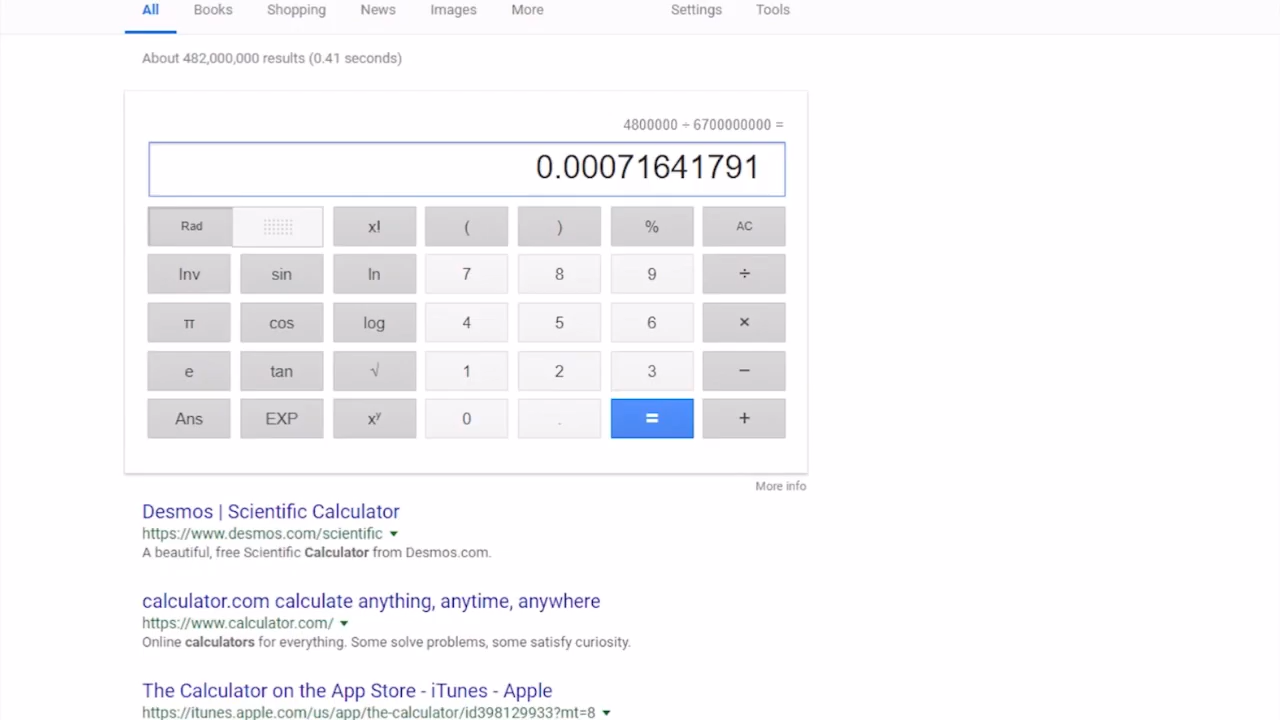 All Books Shopping News Images More Settings Tools
About 482,000,000 results (0.41 seconds)
4800000 ÷ 6700000000 =
0.00071641791
Rad x! ( ) % AC
Inv sin ln 7 8 9 ÷
π cos log 4 5 6 ×
e tan √ 1 2 3 −
Ans EXP xʸ 0 . = +
More info
Desmos | Scientific Calculator
https://www.desmos.com/scientific
A beautiful, free Scientific Calculator from Desmos.com.
calculator.com calculate anything, anytime, anywhere
https://www.calculator.com/
Online calculators for everything. Some solve problems, some satisfy curiosity.
The Calculator on the App Store - iTunes - Apple
https://itunes.apple.com/us/app/the-calculator/id398129933?mt=8